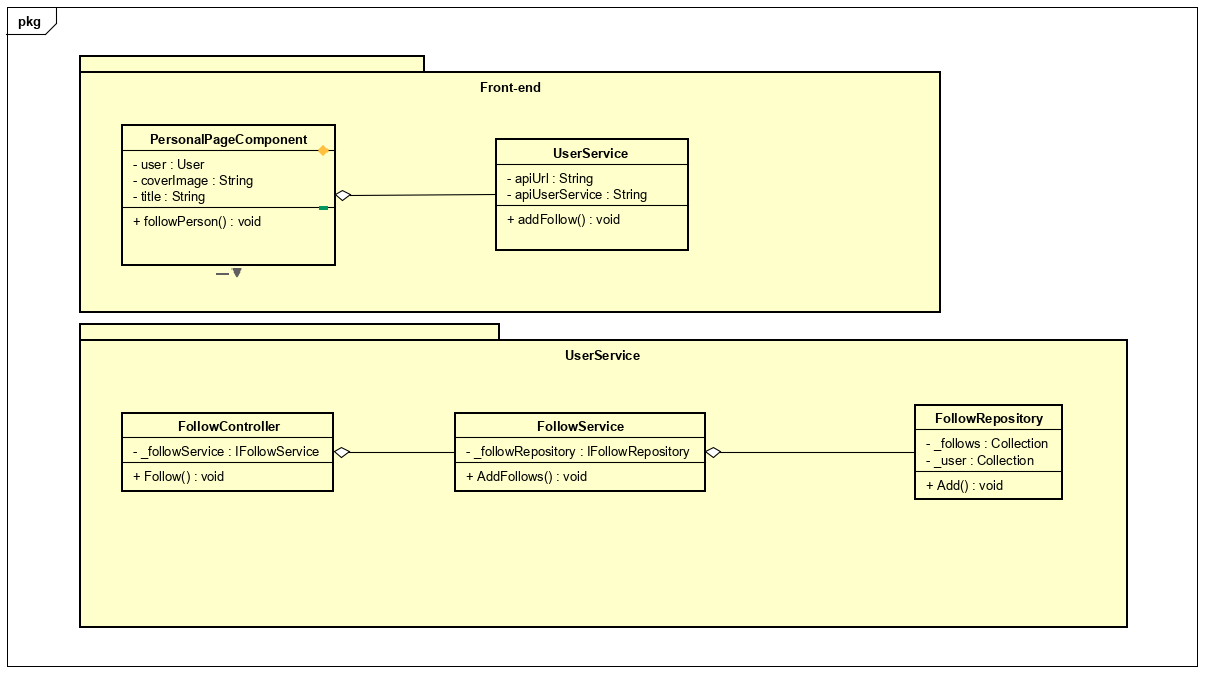 pkg
Front-end
PersonalPageComponent
- user : User
- coverImage : String
- title : String
+ followPerson() : void
UserService
- apiUrl : String
- apiUserService : String
+ addFollow() : void
UserService
FollowController
- _followService : IFollowService
+ Follow() : void
FollowService
- _followRepository : IFollowRepository
+ AddFollows() : void
FollowRepository
- _follows : Collection
- _user : Collection
+ Add() : void